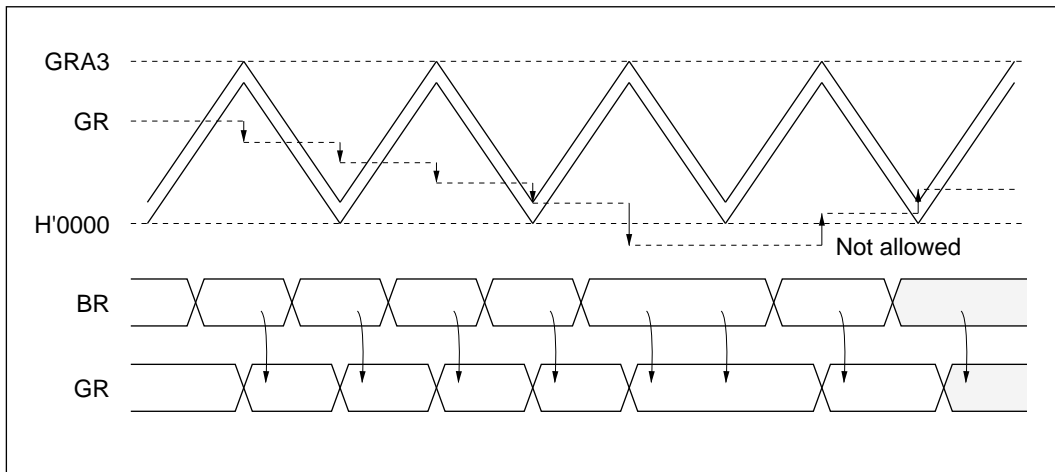 GRA3
GR
H'0000
Not allowed
BR
GR